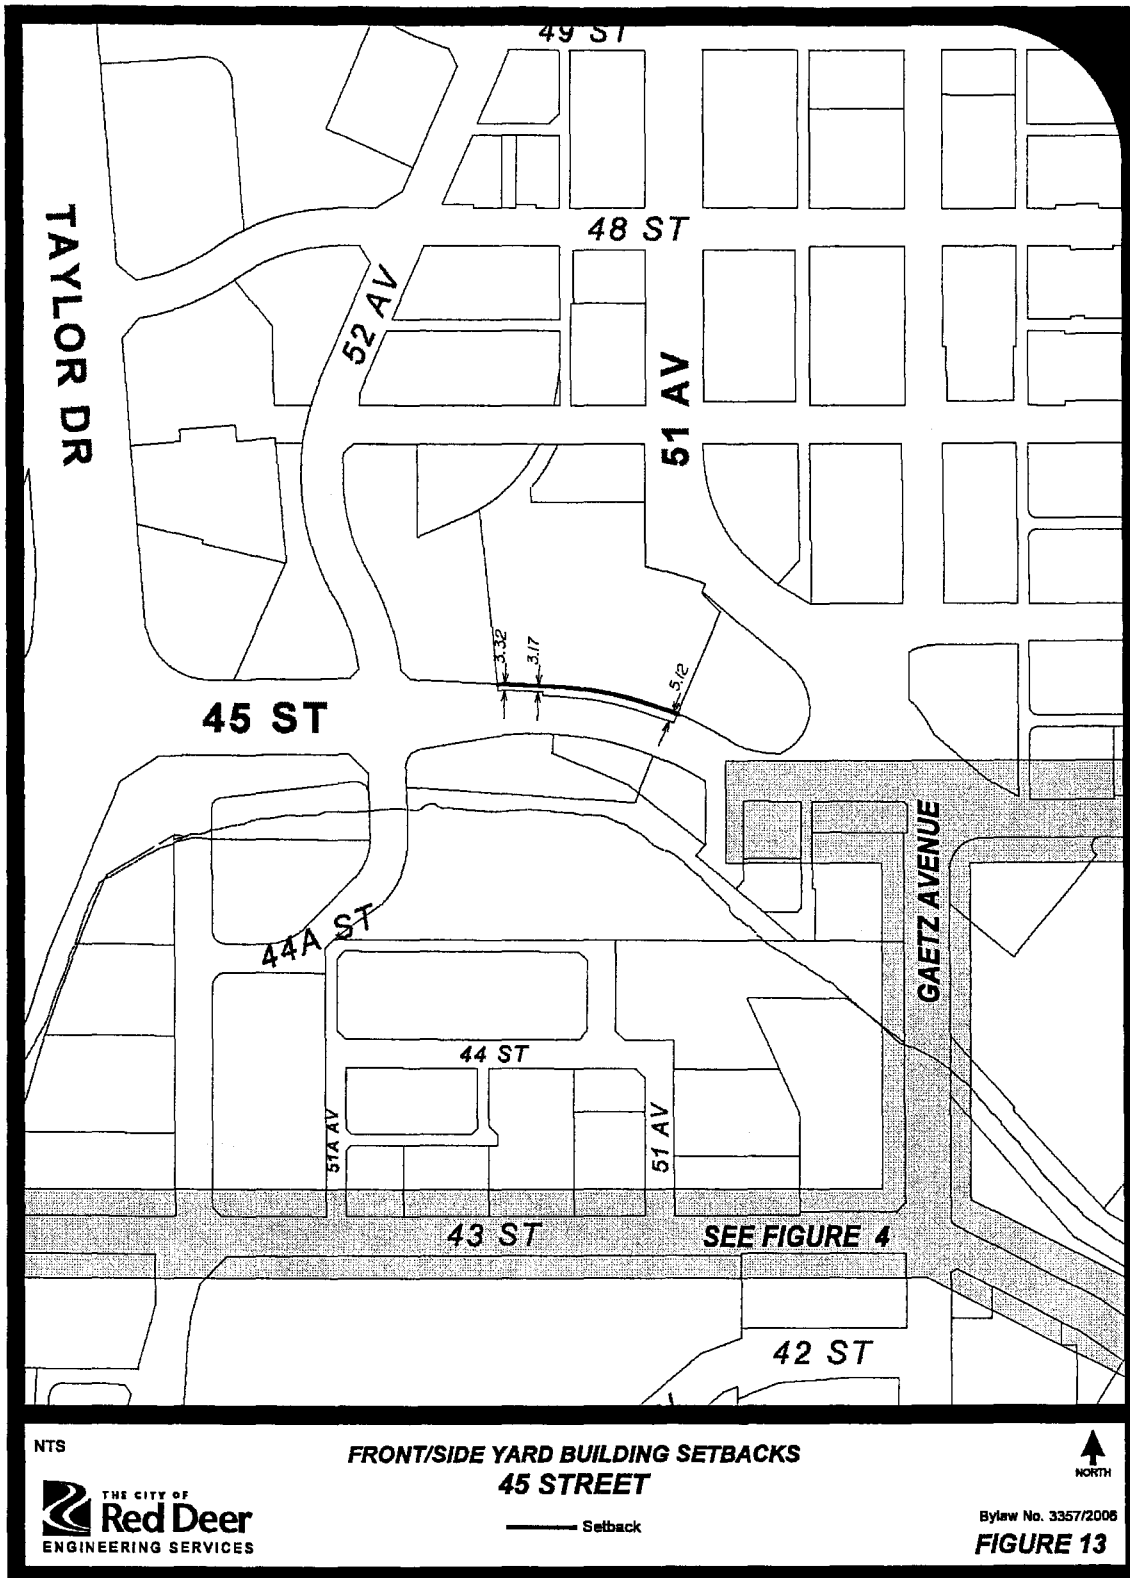 49 ST
TAYLOR DR
48 ST
52 AV
51 AV
3.32
3.17
5.12
45 ST
GAETZ AVENUE
44A ST
44 ST
51A AV
51 AV
43 ST
SEE FIGURE 4
42 ST
NTS
FRONT/SIDE YARD BUILDING SETBACKS
45 STREET
NORTH
THE CITY OF
Red Deer
ENGINEERING SERVICES
Setback
Bylaw No. 3357/2006
FIGURE 13